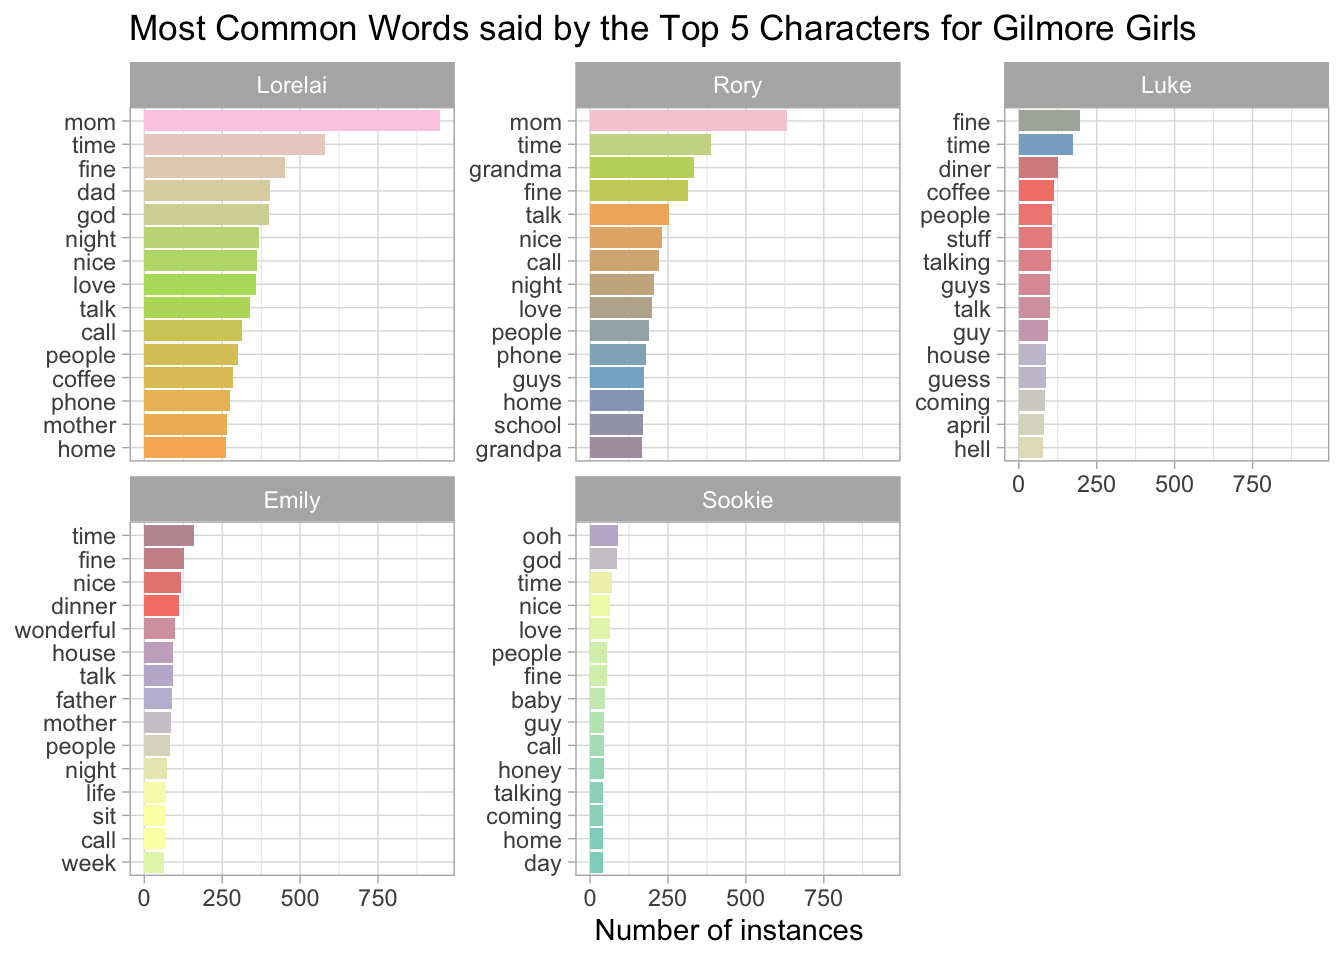 Most Common Words said by the Top 5 Characters for Gilmore Girls
Lorelai
mom
time
fine
dad
god
night
nice
love
talk
call
people
coffee
phone
mother
home
Rory
mom
time
grandma
fine
talk
nice
call
night
love
people
phone
guys
home
school
grandpa
Luke
fine
time
diner
coffee
people
stuff
talking
guys
talk
guy
house
guess
coming
april
hell
0 250 500 750
Emily
time
fine
nice
dinner
wonderful
house
talk
father
mother
people
night
life
sit
call
week
0 250 500 750
Sookie
ooh
god
time
nice
love
people
fine
baby
guy
call
honey
talking
coming
home
day
0 250 500 750
Number of instances